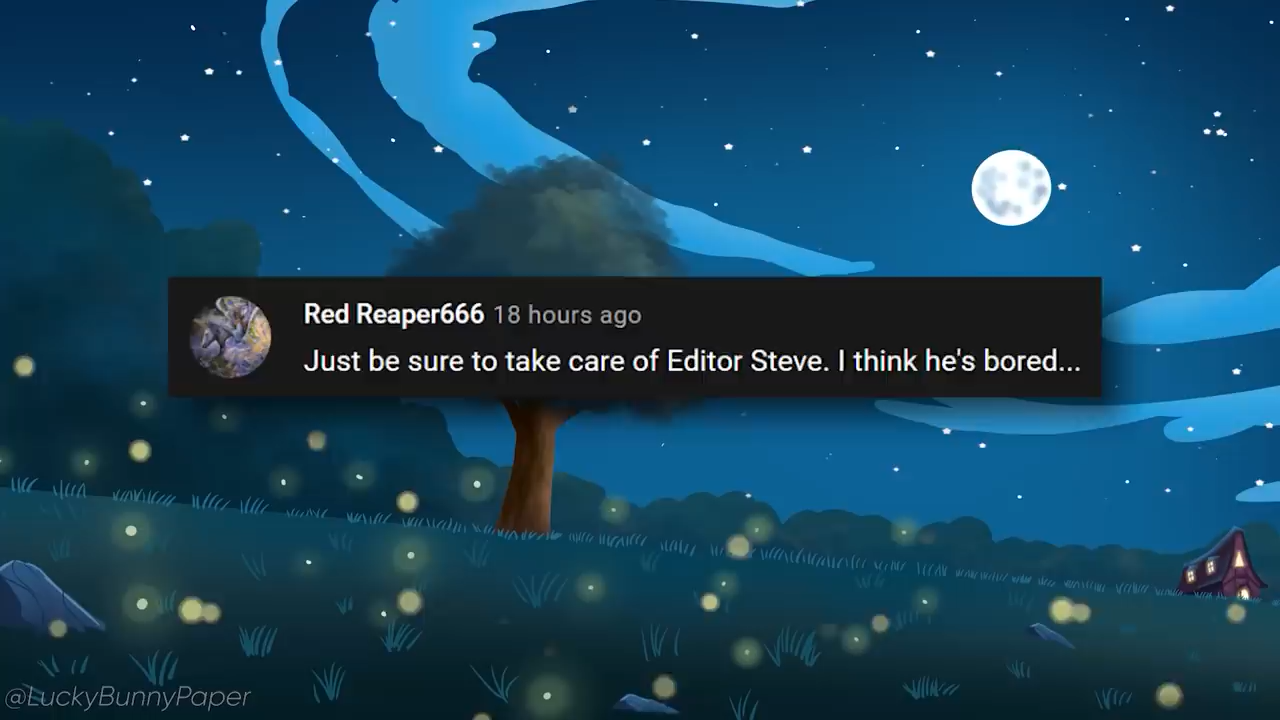 Red Reaper666 18 hours ago
Just be sure to take care of Editor Steve. I think he's bored...
@LuckyBunnyPaper